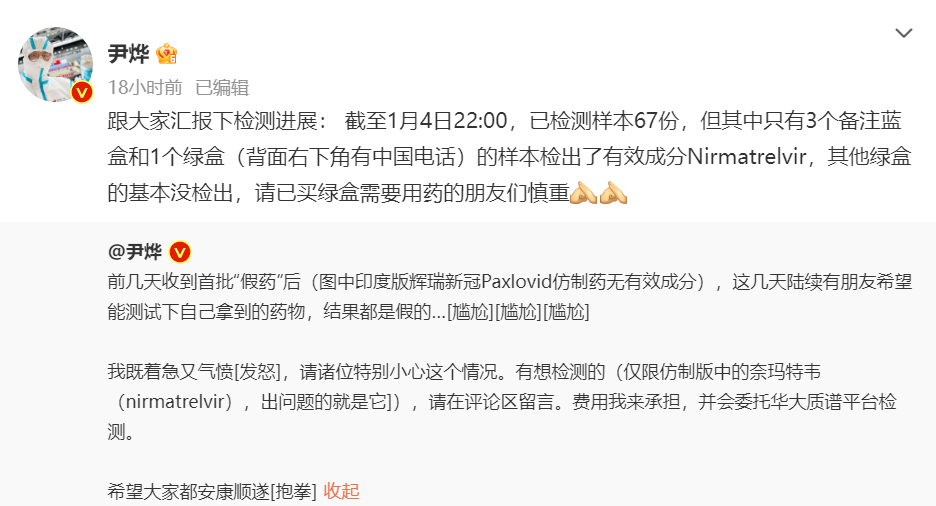 尹烨
18小时前 已编辑
跟大家汇报下检测进展： 截至1月4日22:00，已检测样本67份，但其中只有3个备注蓝
盒和1个绿盒（背面右下角有中国电话）的样本检出了有效成分Nirmatrelvir，其他绿盒
的基本没检出，请已买绿盒需要用药的朋友们慎重
@尹烨
前几天收到首批“假药”后（图中印度版辉瑞新冠Paxlovid仿制药无有效成分），这几天陆续有朋友希望
能测试下自己拿到的药物，结果都是假的...[尴尬][尴尬][尴尬]
我既着急又气愤[发怒]，请诸位特别小心这个情况。有想检测的（仅限仿制版中的奈玛特韦
（nirmatrelvir），出问题的就是它]），请在评论区留言。费用我来承担，并会委托华大质谱平台检
测。
希望大家都安康顺遂[抱拳] 收起